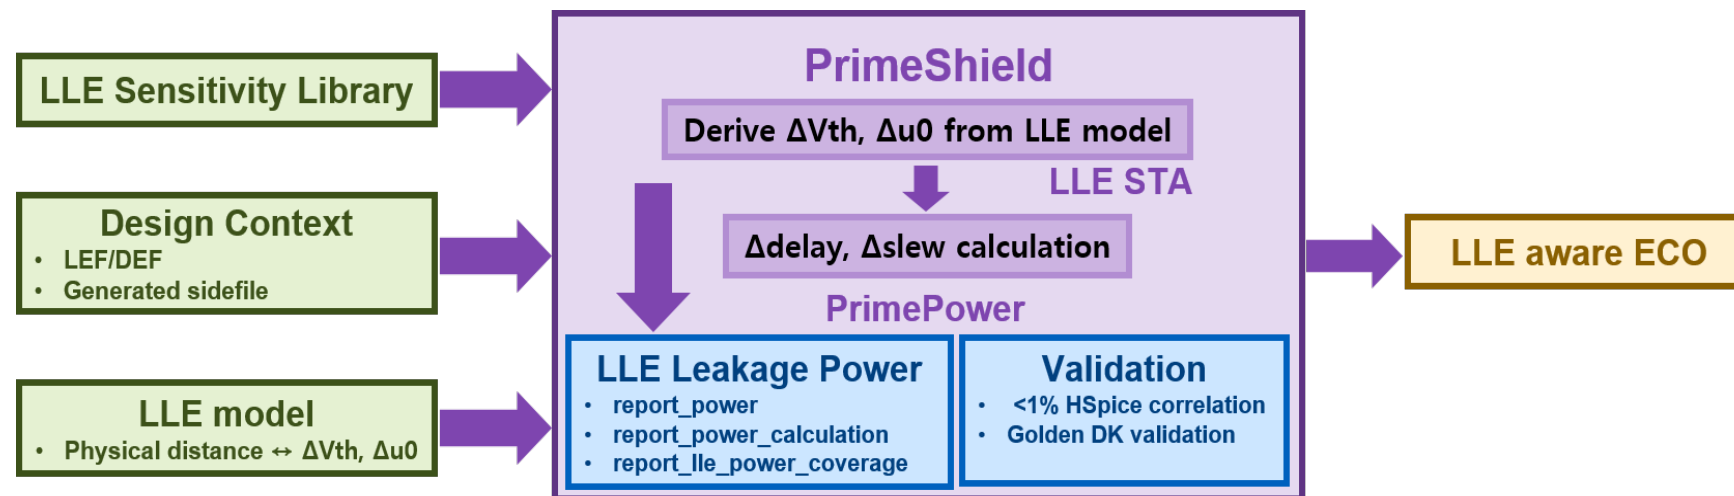 LLE Sensitivity Library
Design Context
• LEF/DEF
• Generated sidefile
LLE model
• Physical distance ↔ ΔVth, Δu0
PrimeShield
Derive ΔVth, Δu0 from LLE model
LLE STA
Δdelay, Δslew calculation
PrimePower
LLE Leakage Power
• report_power
• report_power_calculation
• report_lle_power_coverage
Validation
• <1% HSpice correlation
• Golden DK validation
LLE aware ECO